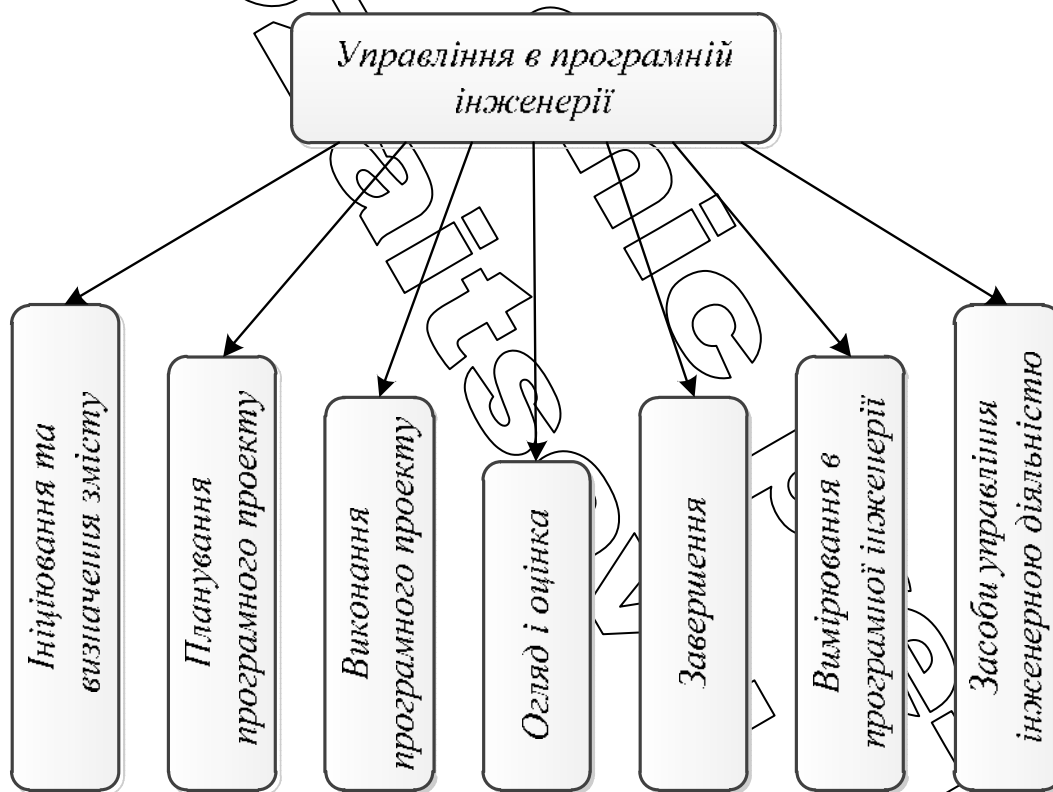 Управління в програмній
інженерії
Ініціювання та
визначення змісту
Планування
програмного проекту
Виконання
програмного проекту
Огляд і оцінка
Завершення
Вимірювання в
програмної інженерії
Засоби управління
інженерною діяльністю